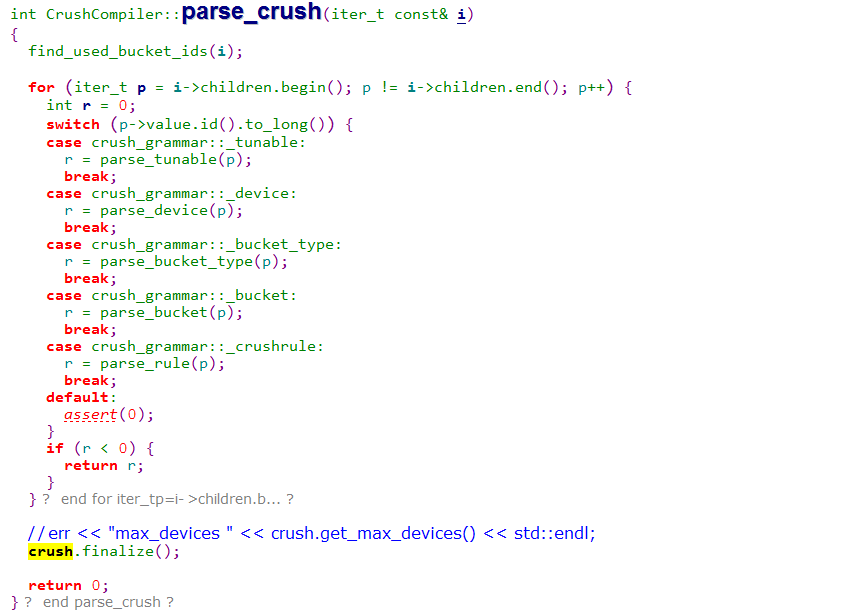 int CrushCompiler::parse_crush(iter_t const& i)
{
  find_used_bucket_ids(i);

  for (iter_t p = i->children.begin(); p != i->children.end(); p++) {
    int r = 0;
    switch (p->value.id().to_long()) {
    case crush_grammar::_tunable:
      r = parse_tunable(p);
      break;
    case crush_grammar::_device:
      r = parse_device(p);
      break;
    case crush_grammar::_bucket_type:
      r = parse_bucket_type(p);
      break;
    case crush_grammar::_bucket:
      r = parse_bucket(p);
      break;
    case crush_grammar::_crushrule:
      r = parse_rule(p);
      break;
    default:
      assert(0);
    }
    if (r < 0) {
      return r;
    }
  } ? end for iter_tp=i->children.b... ?

  //err << "max_devices " << crush.get_max_devices() << std::endl;
  crush.finalize();

  return 0;
} ? end parse_crush ?